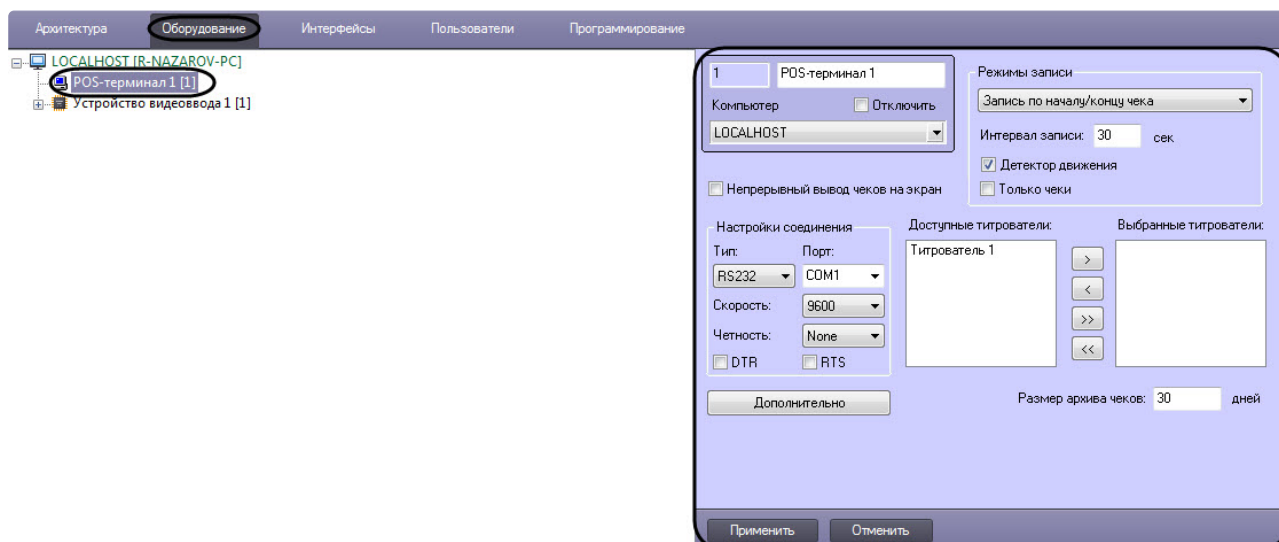 Архитектура Оборудование Интерфейсы Пользователи Программирование
LOCALHOST [R-NAZAROV-PC]
POS-терминал 1 [1]
Устройство видеоввода 1 [1]
1 POS-терминал 1
Компьютер Отключить
LOCALHOST
Непрерывный вывод чеков на экран
Режимы записи
Запись по началу/концу чека
Интервал записи: 30 сек
Детектор движения
Только чеки
Настройки соединения
Тип: Порт:
RS232 COM1
Скорость: 9600
Четность: None
DTR RTS
Доступные титрователи: Выбранные титрователи:
Титрователь 1
>
<
>>
<<
Дополнительно
Размер архива чеков: 30 дней
Применить Отменить